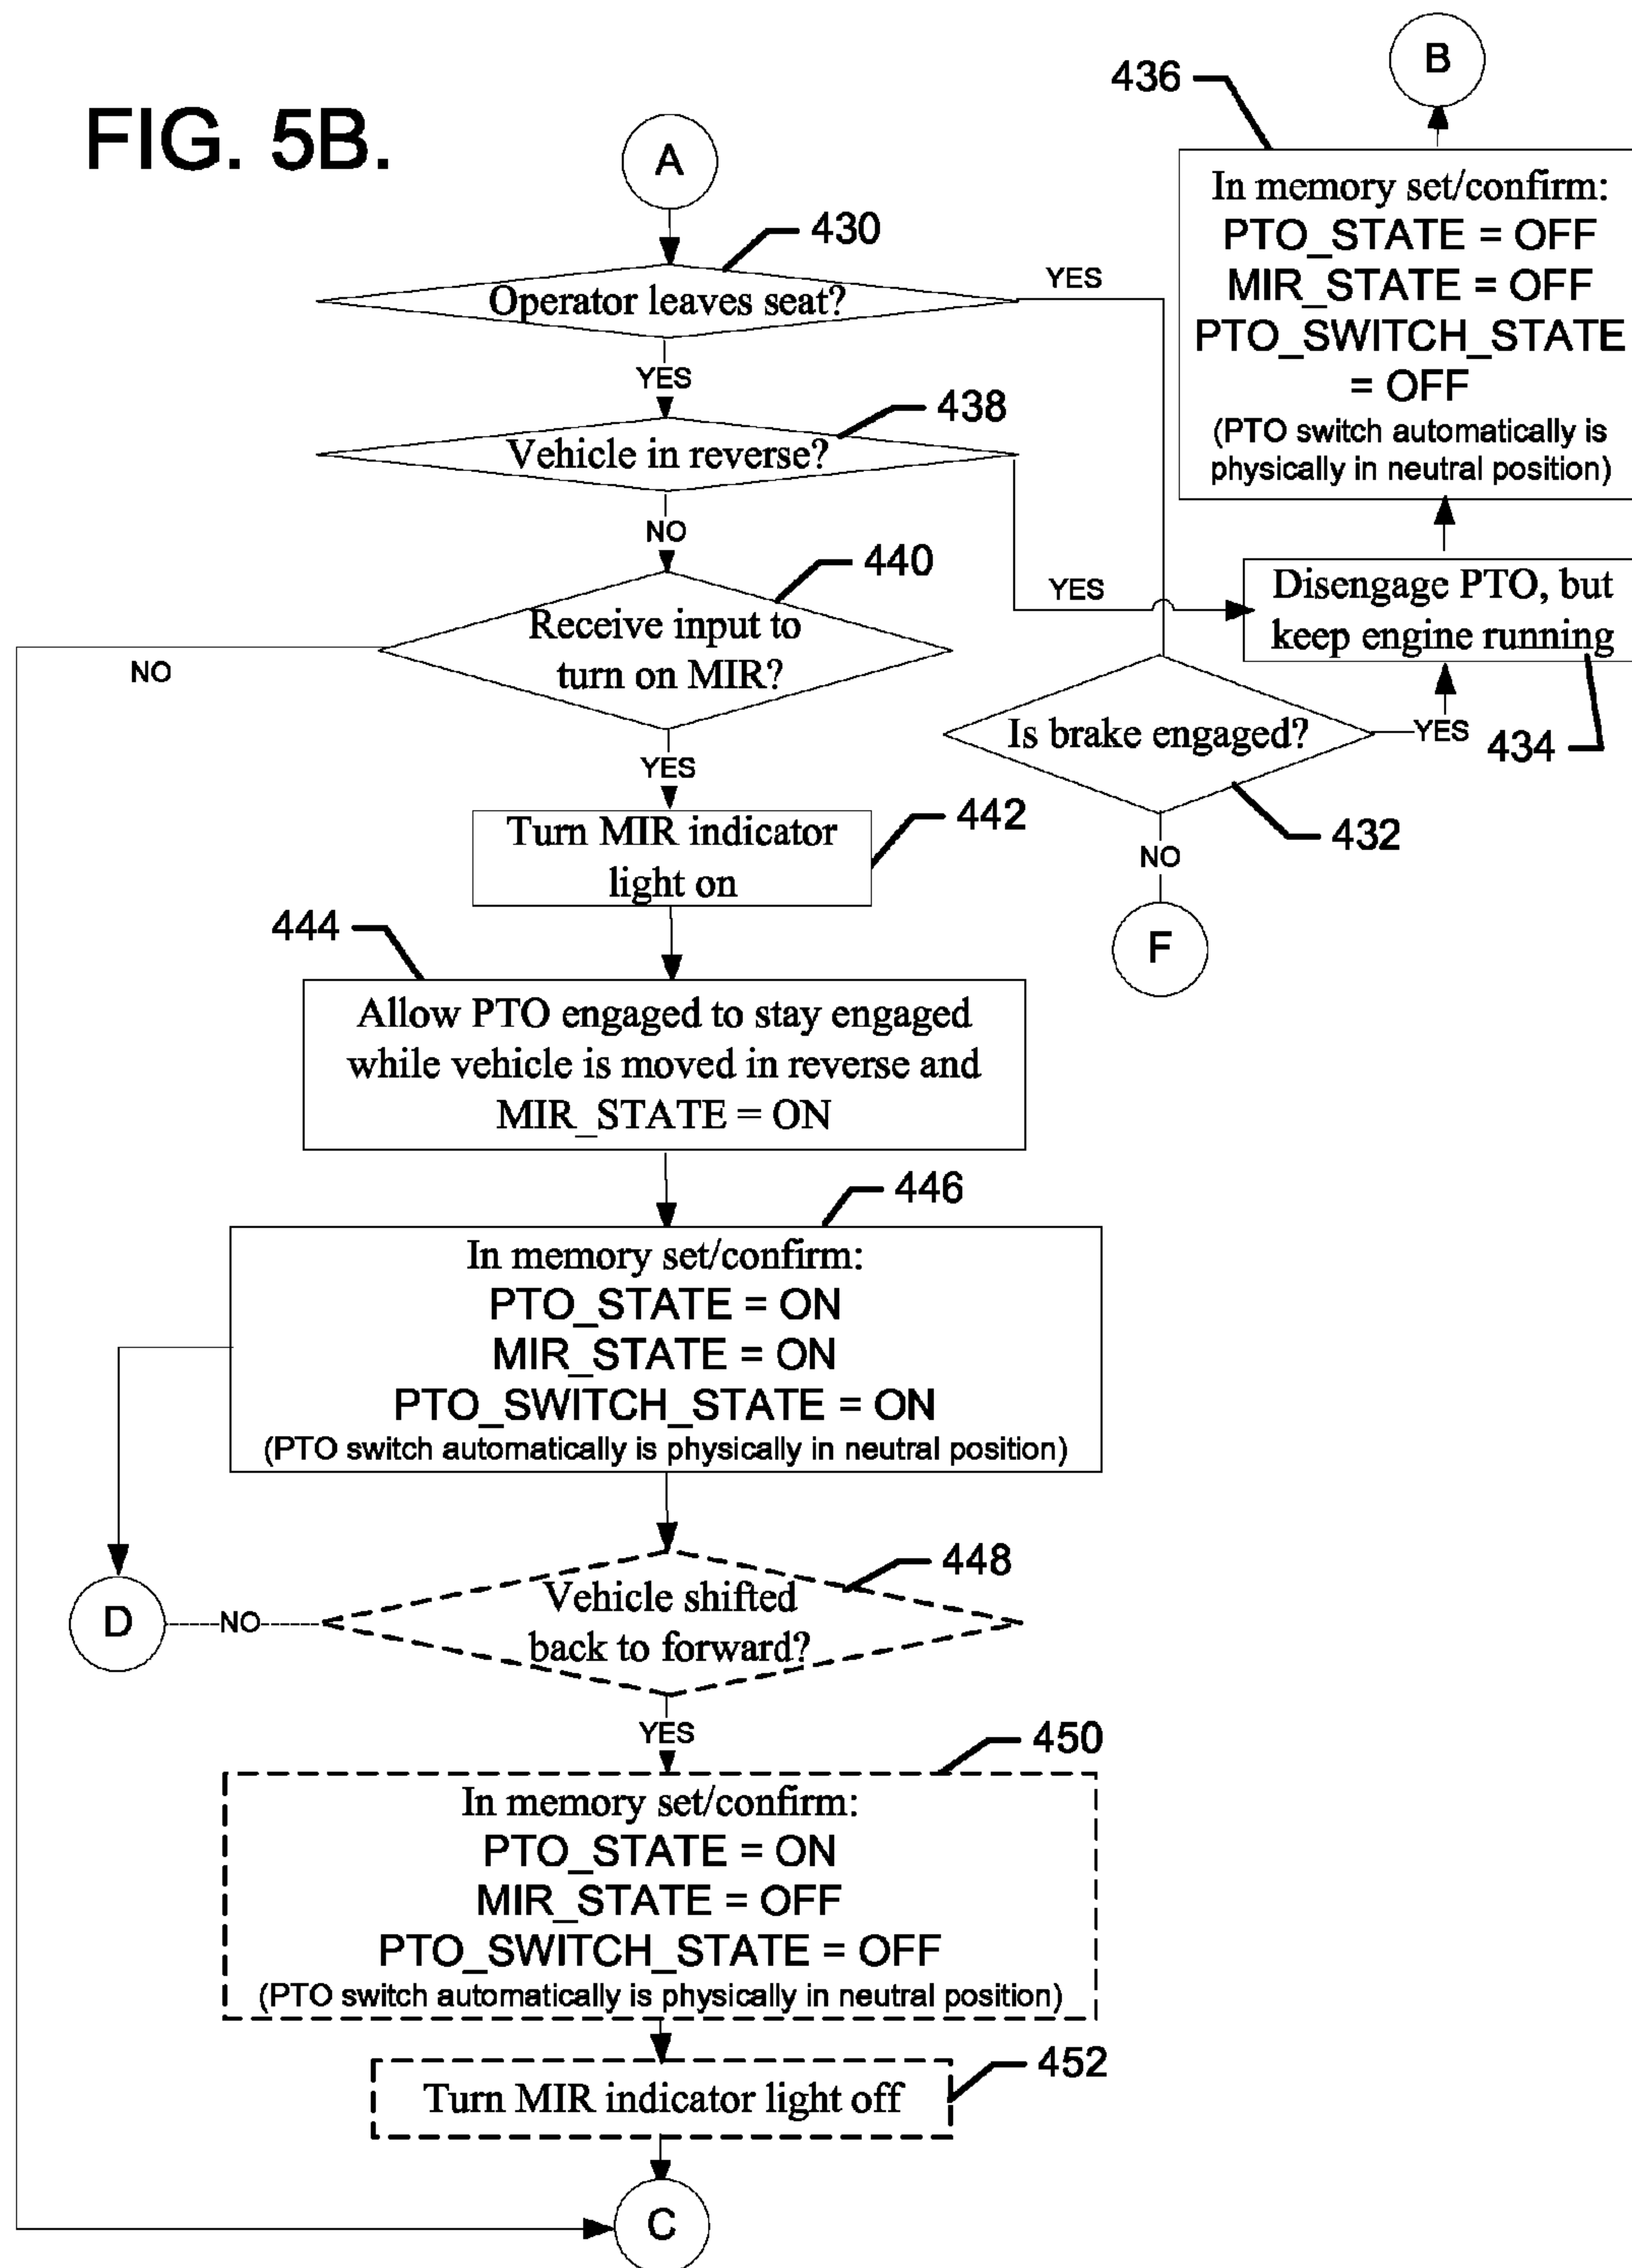 FIG. 5B.
A
430
Operator leaves seat?
YES
YES
438
Vehicle in reverse?
NO
YES
440
Receive input to
turn on MIR?
NO
YES
442
Turn MIR indicator
light on
444
Allow PTO engaged to stay engaged
while vehicle is moved in reverse and
MIR_STATE = ON
446
In memory set/confirm:
PTO_STATE = ON
MIR_STATE = ON
PTO_SWITCH_STATE = ON
(PTO switch automatically is physically in neutral position)
448
Vehicle shifted
back to forward?
D
NO
YES
450
In memory set/confirm:
PTO_STATE = ON
MIR_STATE = OFF
PTO_SWITCH_STATE = OFF
(PTO switch automatically is physically in neutral position)
452
Turn MIR indicator light off
C
B
436
In memory set/confirm:
PTO_STATE = OFF
MIR_STATE = OFF
PTO_SWITCH_STATE
= OFF
(PTO switch automatically is
physically in neutral position)
Disengage PTO, but
keep engine running
434
Is brake engaged?
YES
432
NO
F